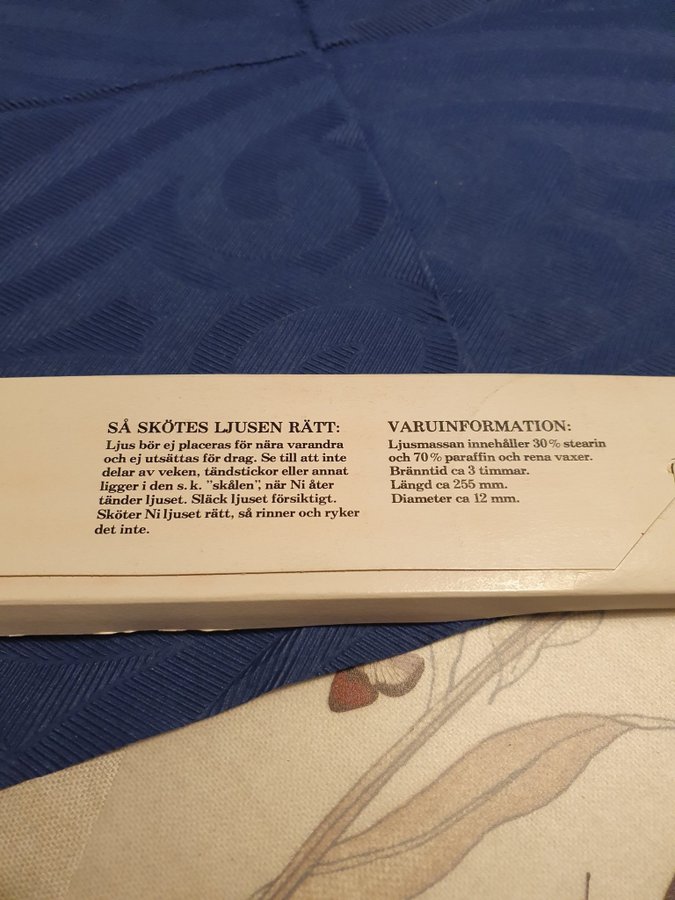 SÅ SKÖTES LJUSEN RÄTT:
Ljus bör ej placeras för nära varandra
och ej utsättas för drag. Se till att inte
delar av veken, tändstickor eller annat
ligger i den s. k. ”skålen”, när Ni åter
tänder ljuset. Släck ljuset försiktigt.
Sköter Ni ljuset rätt, så rinner och ryker
det inte.
VARUINFORMATION:
Ljusmassan innehåller 30% stearin
och 70% paraffin och rena vaxer.
Bränntid ca 3 timmar.
Längd ca 255 mm.
Diameter ca 12 mm.